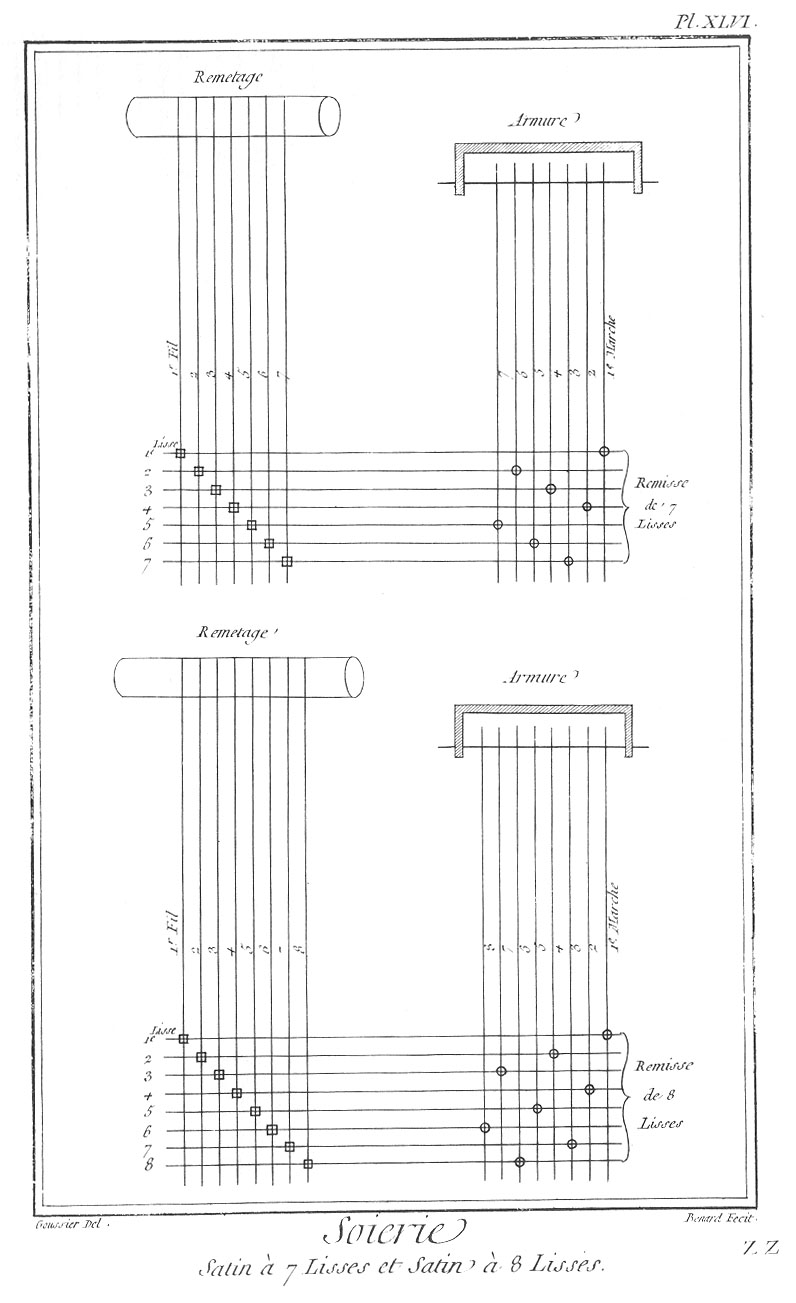 Pl. XLVI.
Remetage
Armure
1.er Fil
2
3
4
5
6
7
7
6
5
4
3
2
1.e Marche
Lisse
1.e
2
3
4
5
6
7
Remisse
de 7
Lisses
Remetage
Armure
1.er Fil
2
3
4
5
6
7
8
8
7
6
5
4
3
2
1.e Marche
Lisse
1.e
2
3
4
5
6
7
8
Remisse
de 8
Lisses
Goussier Del.
Benard Fecit.
Soierie
Z Z
Satin à 7 Lisses et Satin à 8 Lisses.